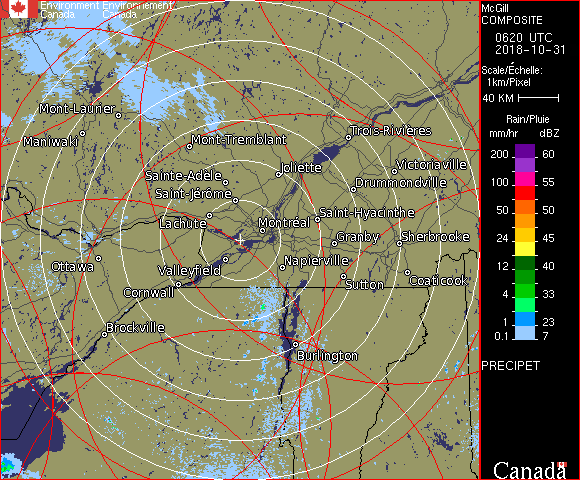 Environment Environnement
Canada Canada
McGill
COMPOSITE
0620 UTC
2018-10-31
Scale/Échelle:
1km/Pixel
40 KM
Rain/Pluie
mm/hr dBZ
200 60
100 55
50 50
24 45
12 40
4 33
1 23
0.1 7
PRECIPET
Canada
Mont-Laurier
Maniwaki
Mont-Tremblant
Trois-Rivières
Sainte-Adèle
Joliette
Victoriaville
Saint-Jérôme
Drummondville
Lachute
Montréal
Saint-Hyacinthe
Granby
Sherbrooke
Ottawa
Valleyfield
Napierville
Cornwall
Sutton
Coaticook
Brockville
Burlington